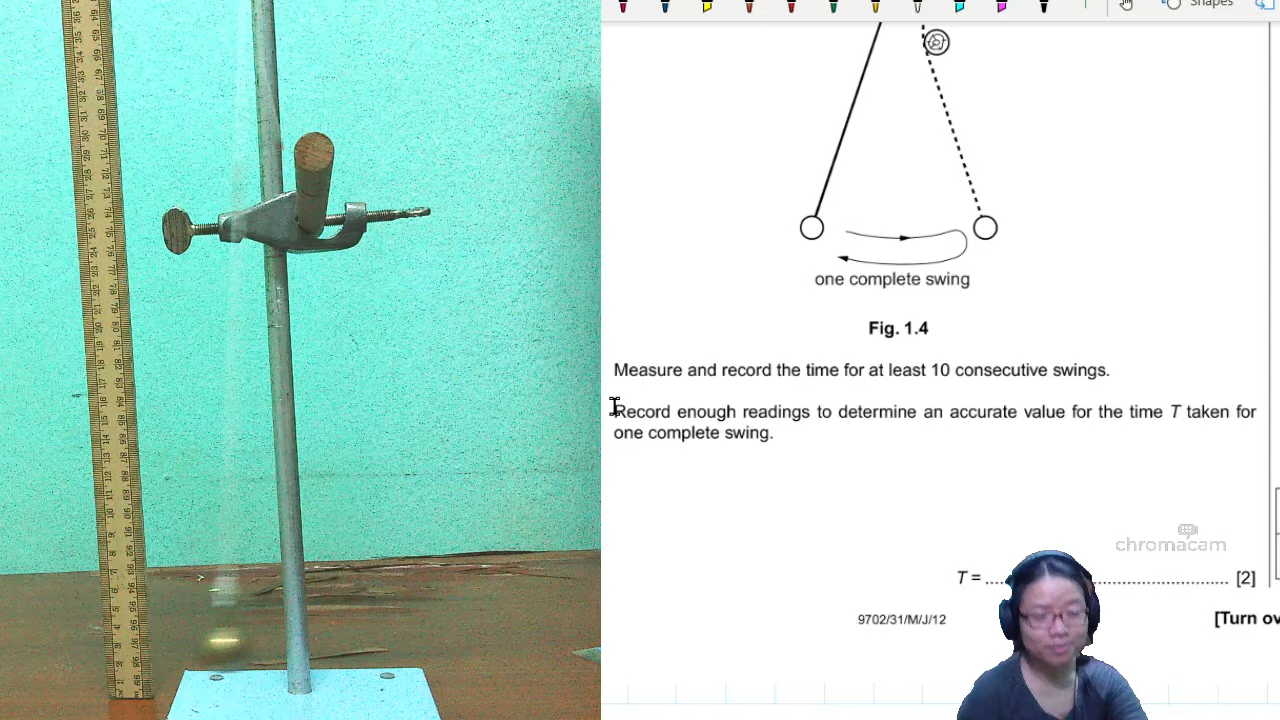 Shapes
one complete swing
Fig. 1.4
Measure and record the time for at least 10 consecutive swings.
Record enough readings to determine an accurate value for the time T taken for
one complete swing.
chromacam
T = ............................................ [2]
9702/31/M/J/12
[Turn ov